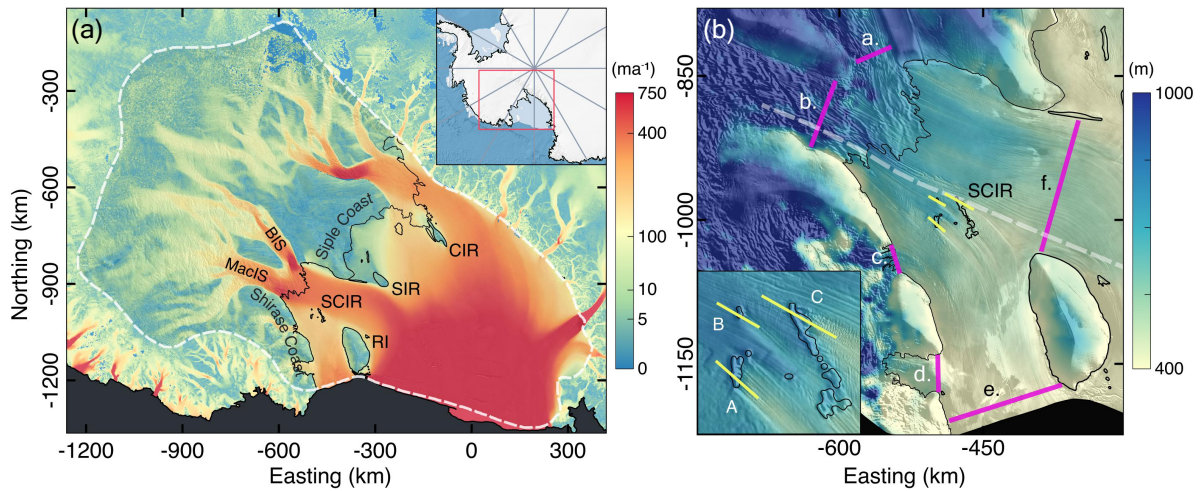 (a)
(ma⁻¹)
750
400
100
10
5
0
-300
-600
-900
-1200
Northing (km)
-1200
-900
-600
-300
0
300
Easting (km)
BIS
MacIS
Siple Coast
Shirase Coast
SCIR
SIR
CIR
RI
(b)
(m)
1000
400
-850
-1000
-1150
-600
-450
Easting (km)
a.
b.
c.
d.
e.
f.
SCIR
A
B
C